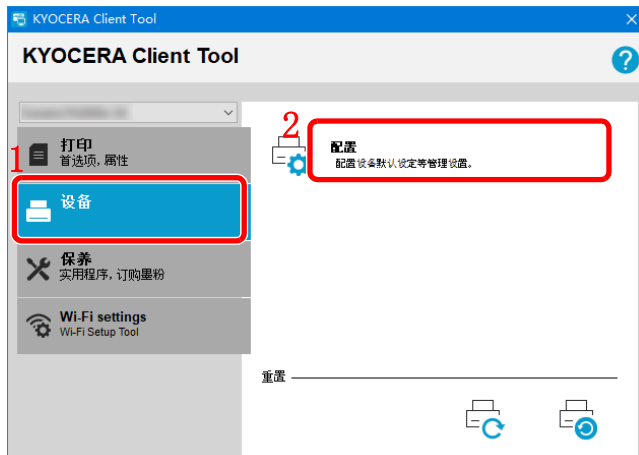 KYOCERA Client Tool
KYOCERA Client Tool
?
1
打印
首选项, 属性
设备
保养
实用程序, 订购墨粉
Wi-Fi settings
Wi-Fi Setup Tool
2
配置
配置设备默认设定等管理设置。
重置